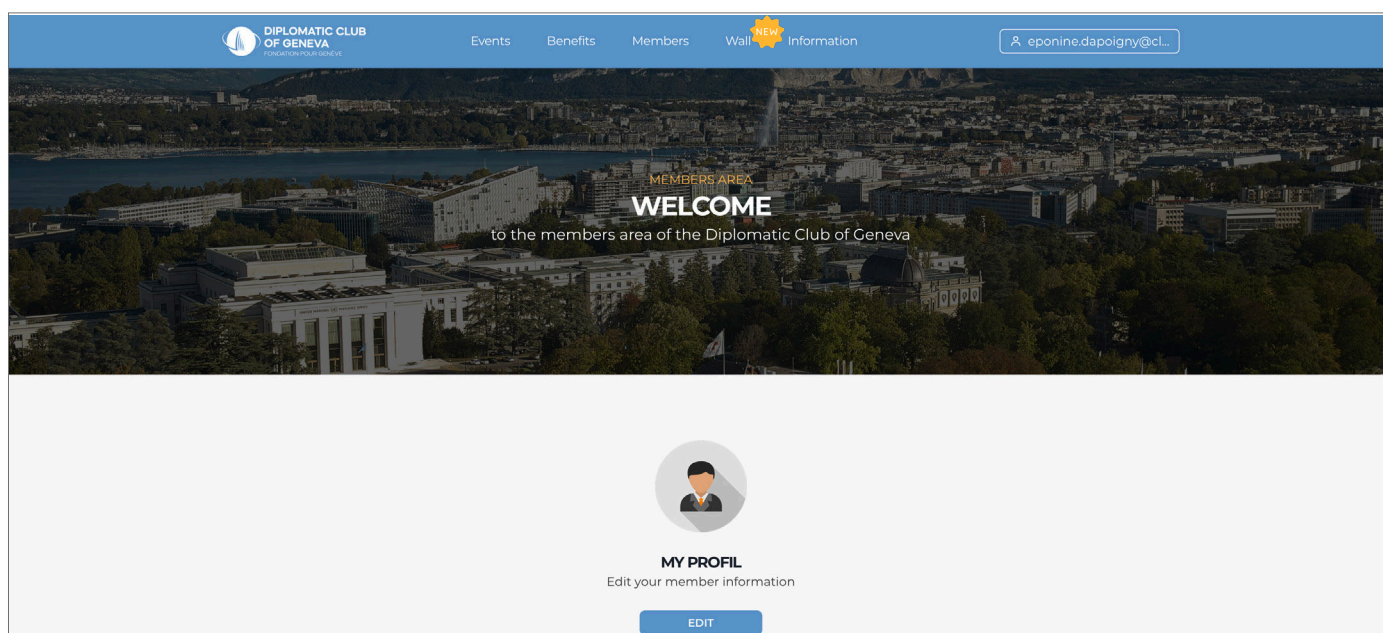 DIPLOMATIC CLUB
OF GENEVA
FONDATION POUR GENÈVE
Events
Benefits
Members
Wall
NEW
Information
eponine.dapoigny@cl...
MEMBERS AREA
WELCOME
to the members area of the Diplomatic Club of Geneva
MY PROFIL
Edit your member information
EDIT